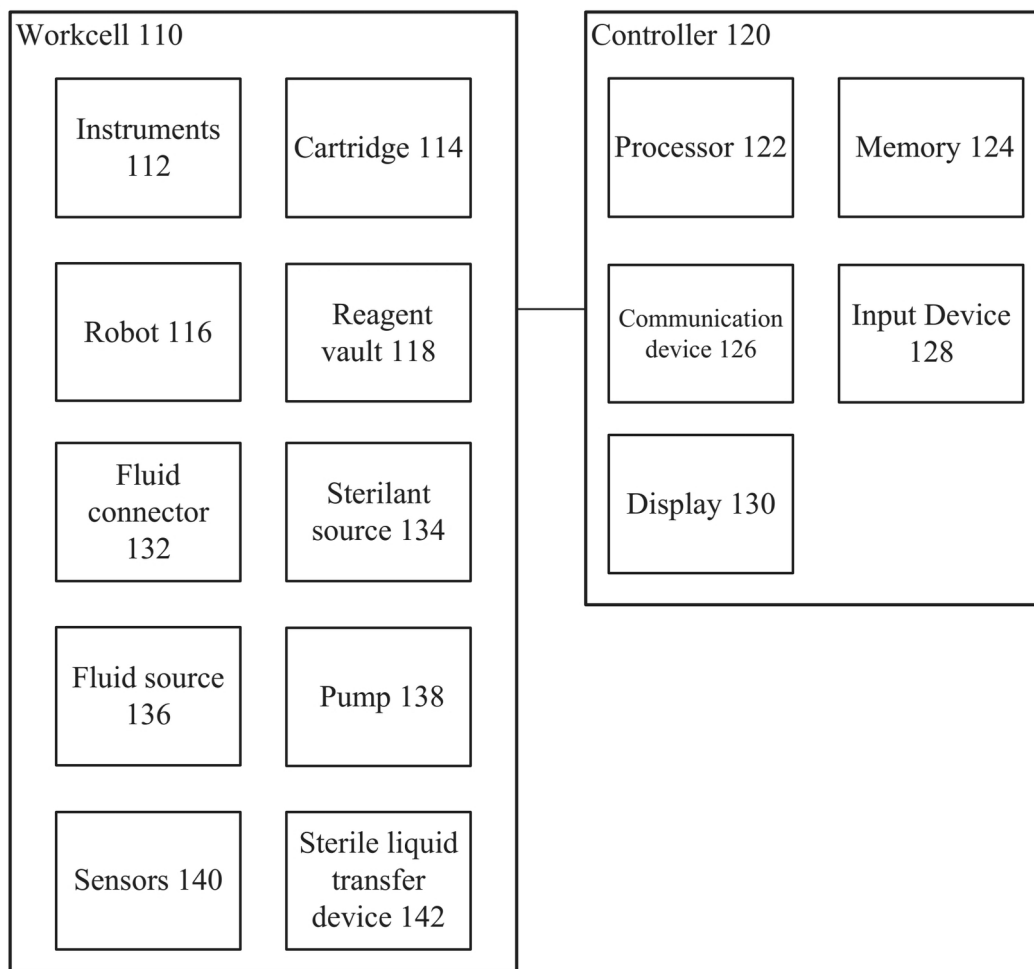 Workcell 110
Instruments
112
Cartridge 114
Robot 116
Reagent
vault 118
Fluid
connector
132
Sterilant
source 134
Fluid source
136
Pump 138
Sensors 140
Sterile liquid
transfer
device 142
Controller 120
Processor 122
Memory 124
Communication
device 126
Input Device
128
Display 130